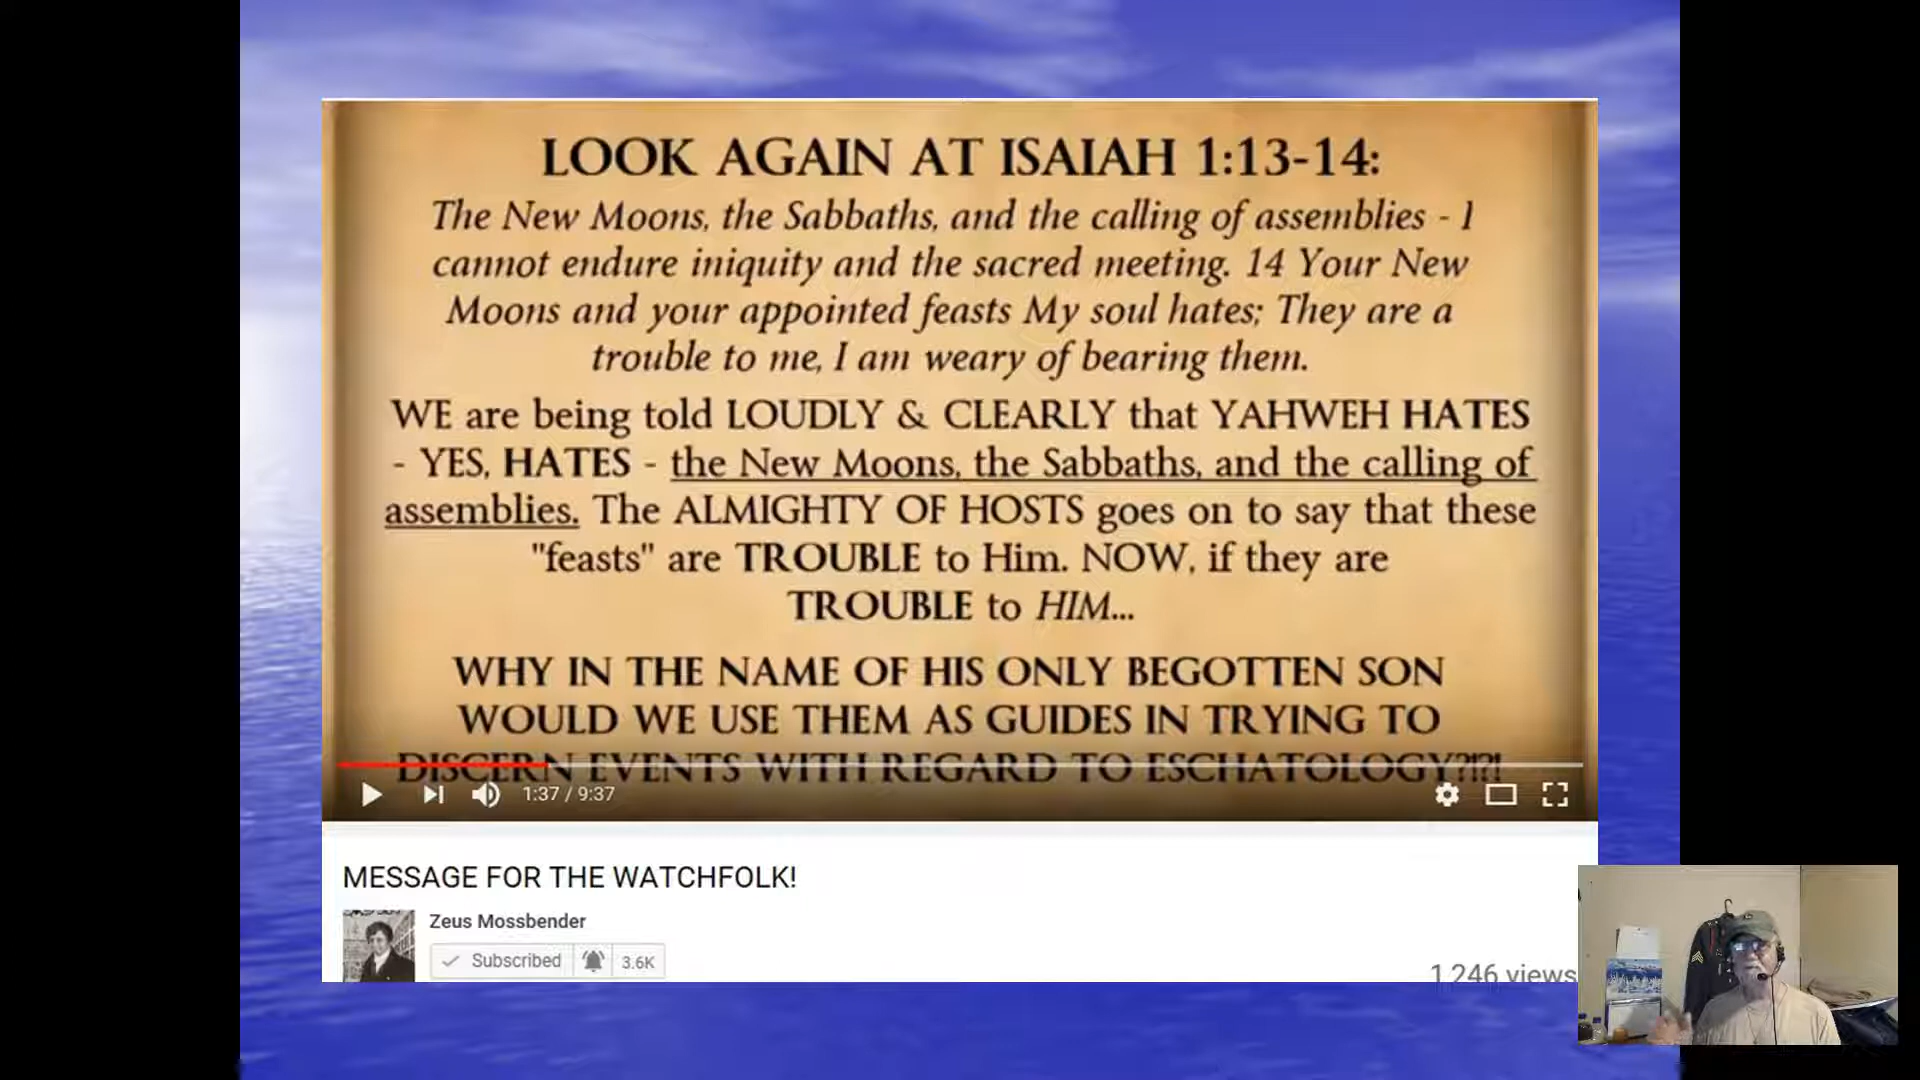 LOOK AGAIN AT ISAIAH 1:13-14:
The New Moons, the Sabbaths, and the calling of assemblies - I
cannot endure iniquity and the sacred meeting. 14 Your New
Moons and your appointed feasts My soul hates; They are a
trouble to me, I am weary of bearing them.
WE are being told LOUDLY & CLEARLY that YAHWEH HATES
- YES, HATES - the New Moons, the Sabbaths, and the calling of
assemblies. The ALMIGHTY OF HOSTS goes on to say that these
"feasts" are TROUBLE to Him. NOW, if they are
TROUBLE to HIM...
WHY IN THE NAME OF HIS ONLY BEGOTTEN SON
WOULD WE USE THEM AS GUIDES IN TRYING TO
DISCERN EVENTS WITH REGARD TO ESCHATOLOGY?!?!
1:37 / 9:37
MESSAGE FOR THE WATCHFOLK!
Zeus Mossbender
Subscribed 3.6K
1,246 views